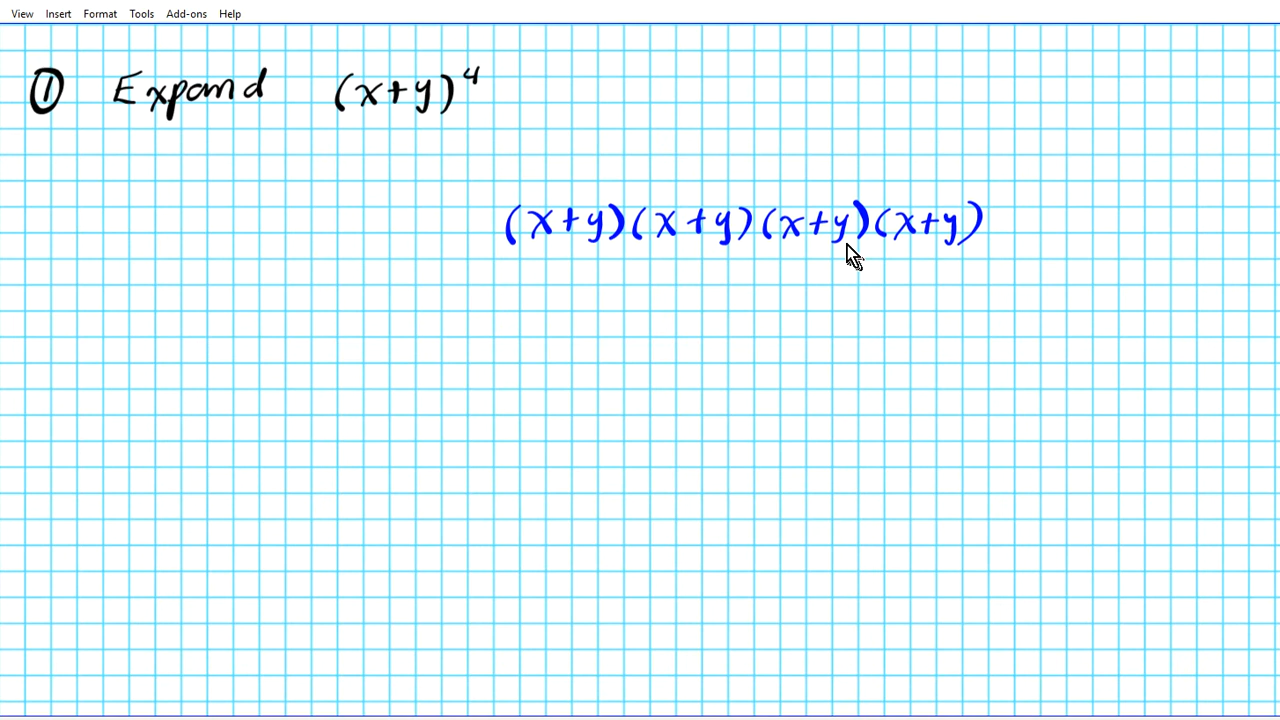 View Insert Format Tools Add-ons Help
① Expand (x+y)⁴
(x+y)(x+y)(x+y)(x+y)